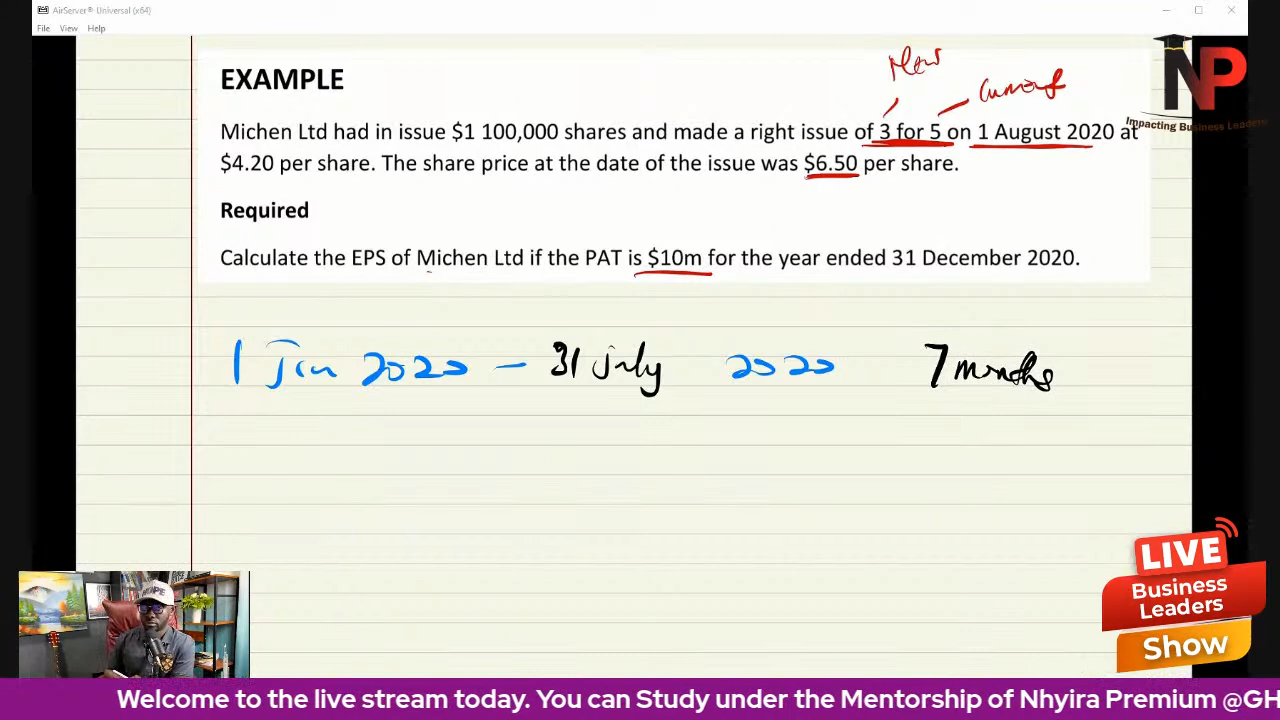 AirServer® Universal (x64)
File View Help
New
Current
EXAMPLE
Michen Ltd had in issue $1 100,000 shares and made a right issue of 3 for 5 on 1 August 2020 at
$4.20 per share. The share price at the date of the issue was $6.50 per share.
Required
Calculate the EPS of Michen Ltd if the PAT is $10m for the year ended 31 December 2020.
1 Jan 2020 – 31 july 2020 7 months
NP
Impacting Business Leaders
LIVE
Business
Leaders
Show
Welcome to the live stream today. You can Study under the Mentorship of Nhyira Premium @GH